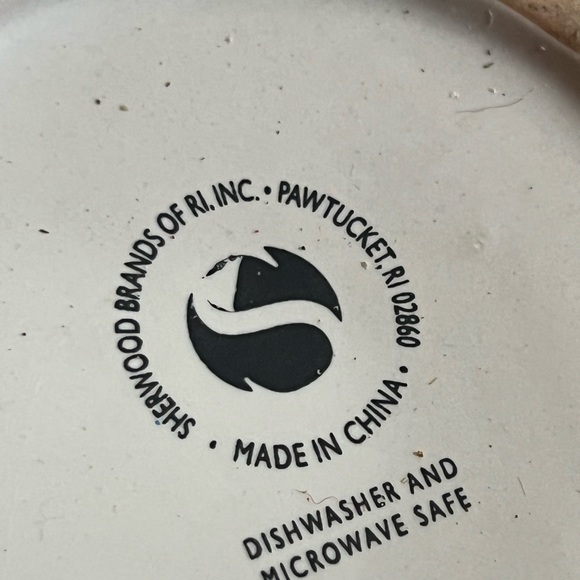 SHERWOOD BRANDS OF RI, INC. • PAWTUCKET, RI 02860 •
MADE IN CHINA •
DISHWASHER AND
MICROWAVE SAFE